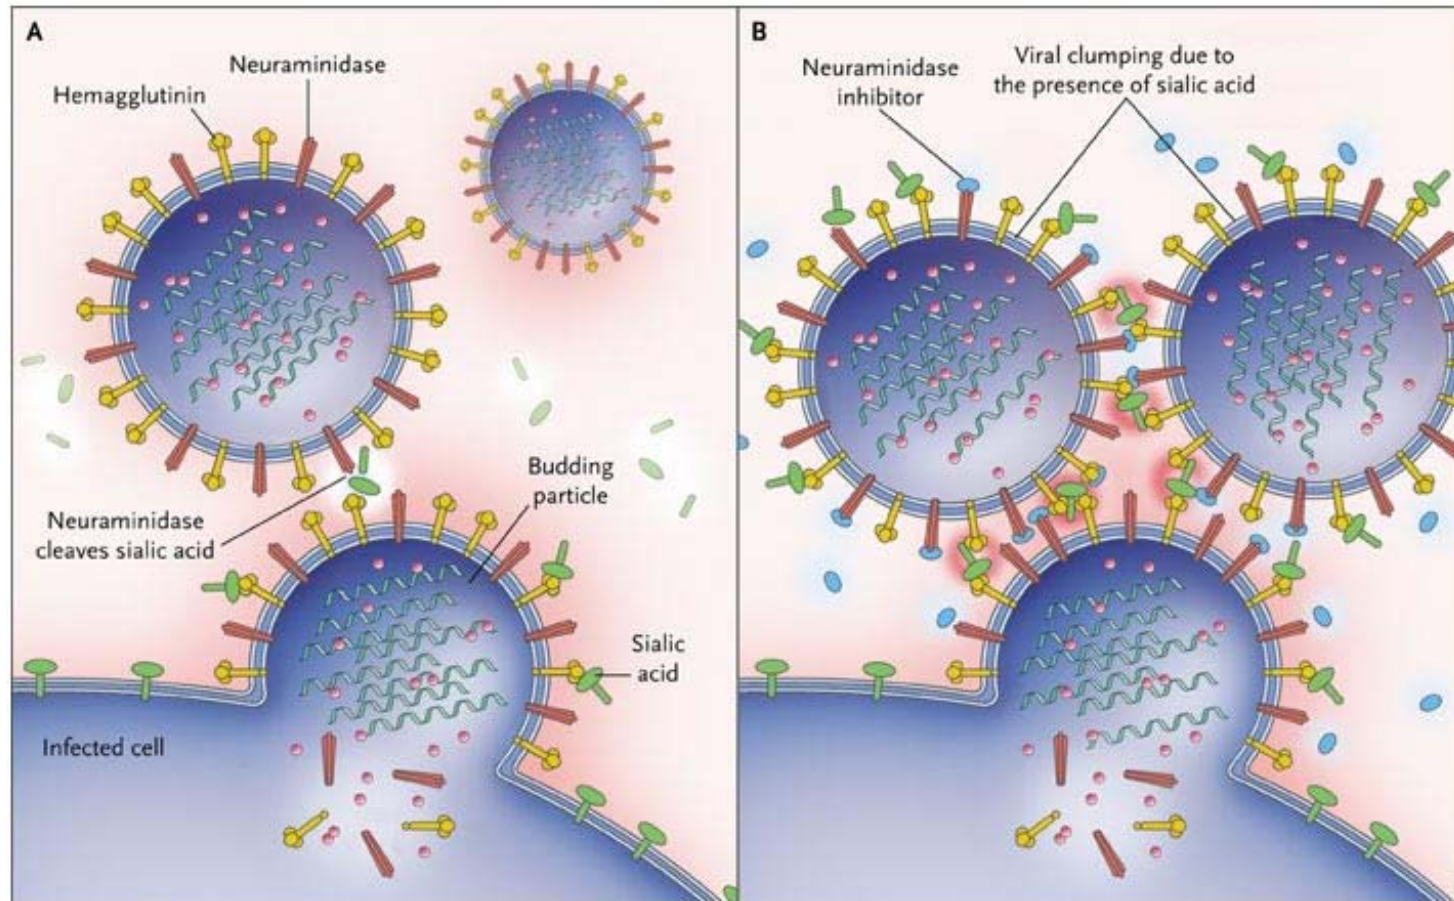 A
Neuraminidase
Hemagglutinin
Neuraminidase
cleaves sialic acid
Budding
particle
Sialic
acid
Infected cell
B
Neuraminidase
inhibitor
Viral clumping due to
the presence of sialic acid